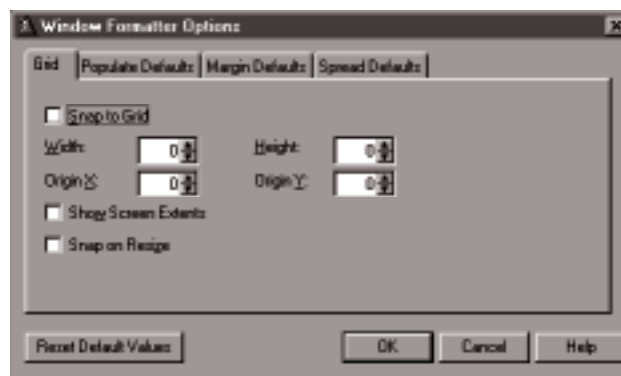 Window Formatter Options
Grid Populate Defaults Margin Defaults Spread Defaults
Snap to Grid
Width: 0 Height: 0
Origin X: 0 Origin Y: 0
Show Screen Extents
Snap on Resize
Reset Default Values OK Cancel Help